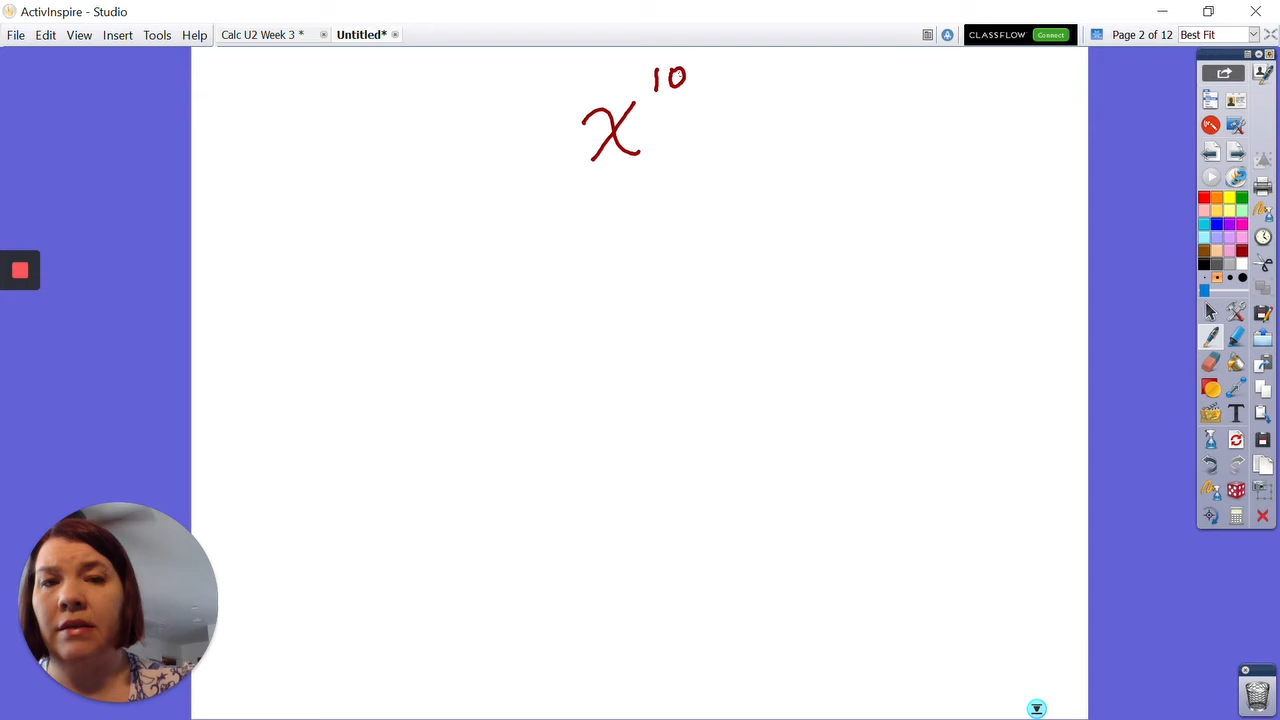 ActivInspire - Studio
File Edit View Insert Tools Help Calc U2 Week 3 * Untitled* CLASSFLOW Connect Page 2 of 12 Best Fit
x^10
T